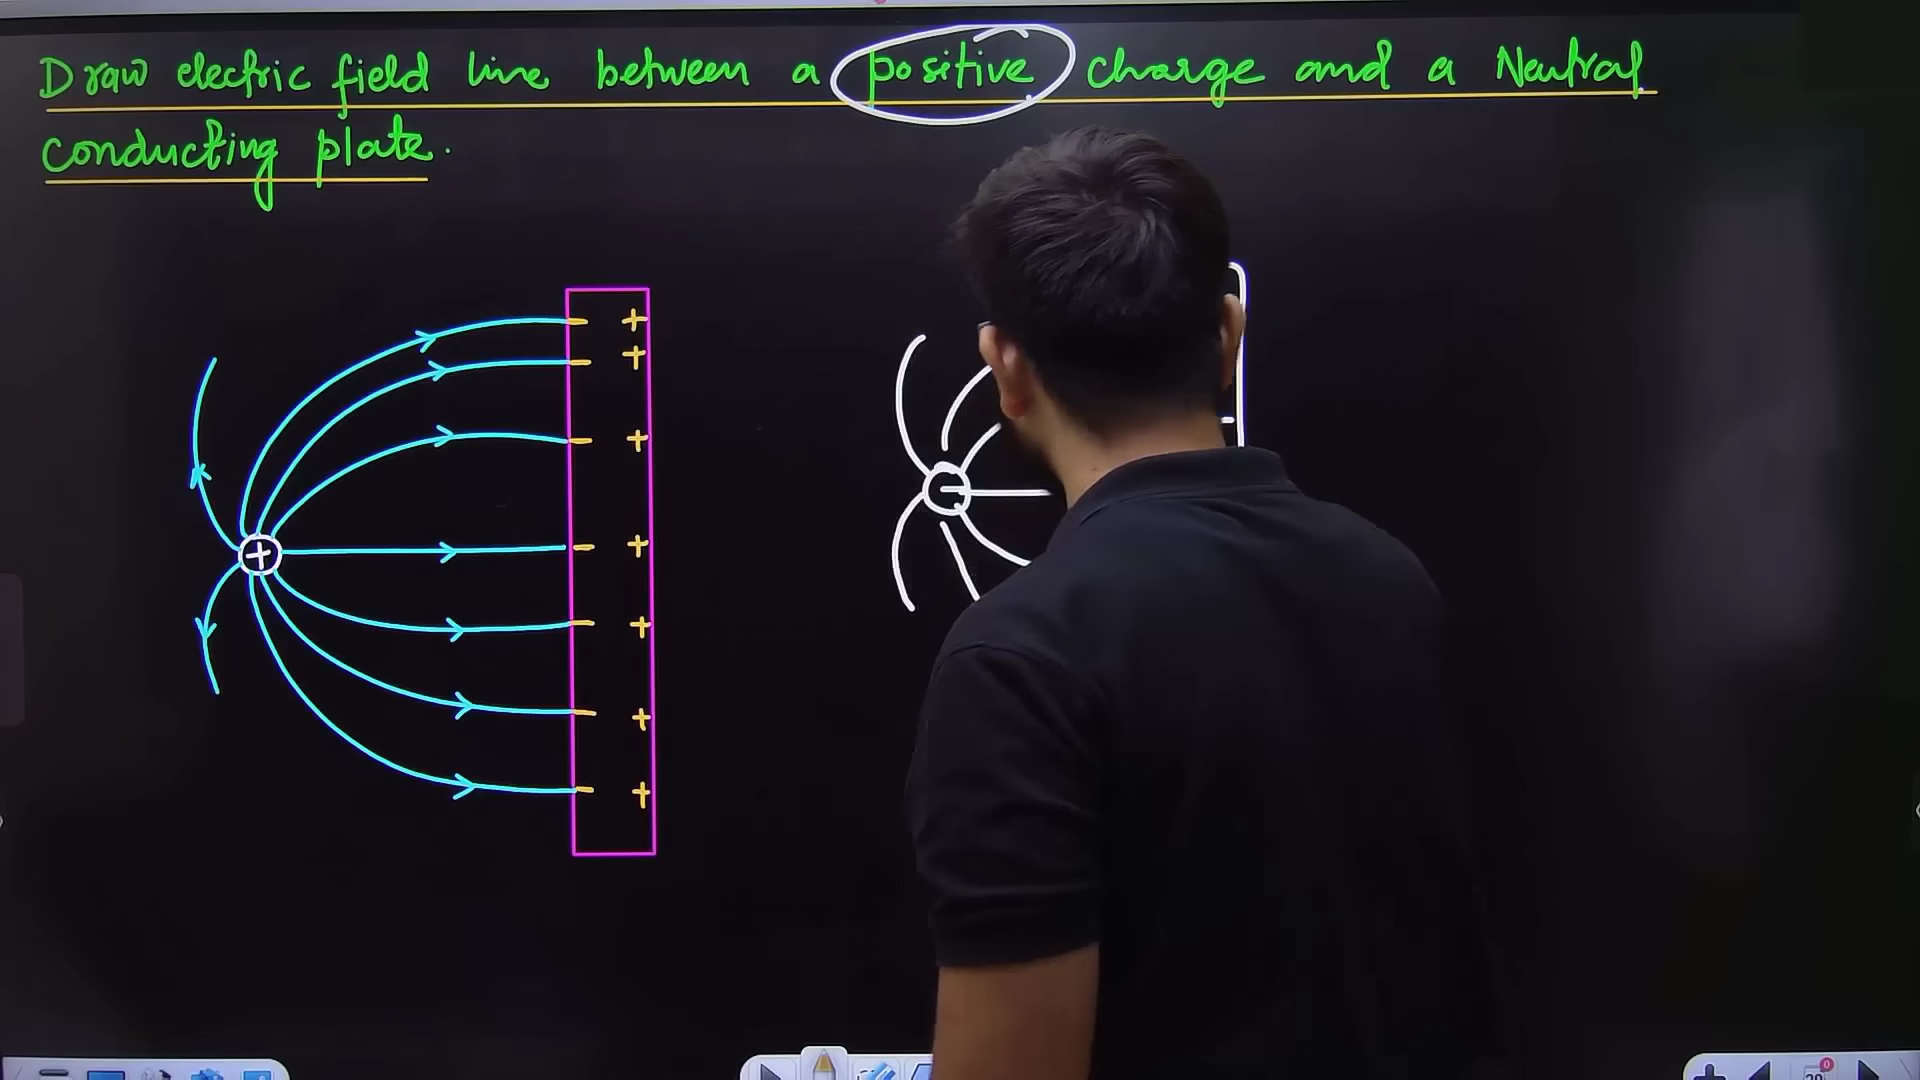 Draw electric field line between a positive charge and a Neutral
conducting plate.
- +
- +
- +
+ - +
- +
- +
- +
-